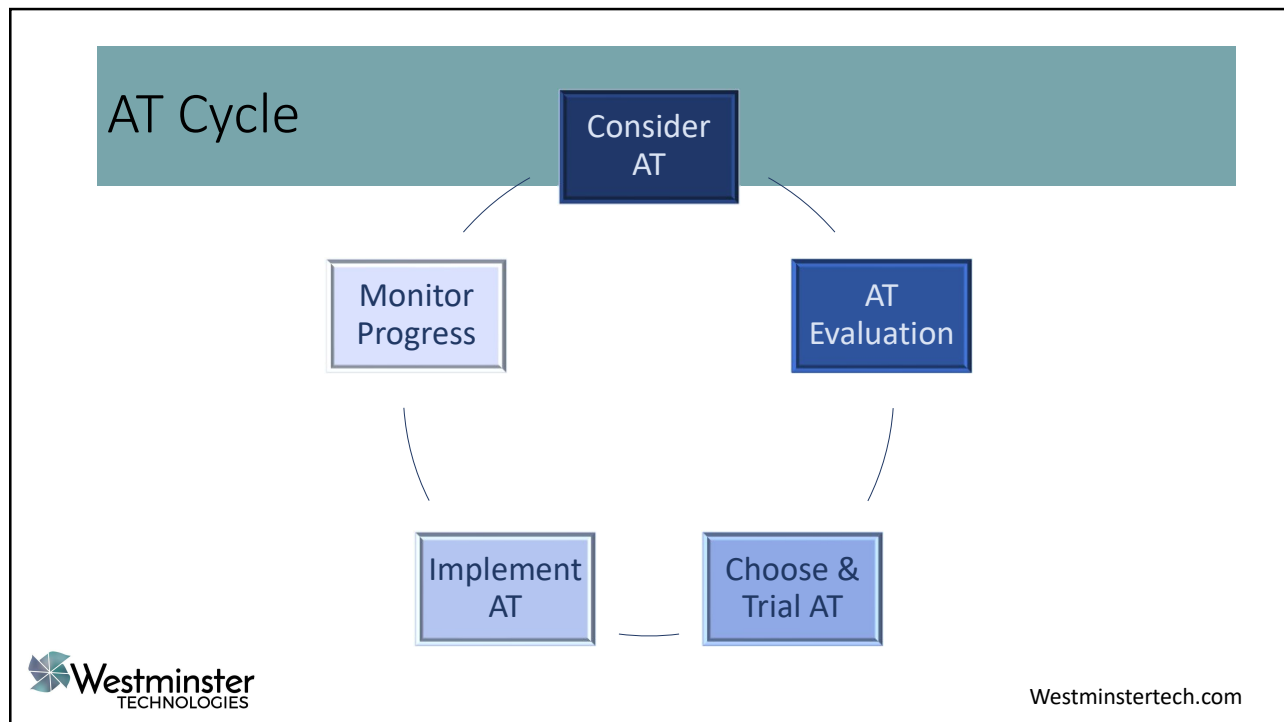 AT Cycle
Consider
AT
AT
Evaluation
Choose &
Trial AT
Implement
AT
Monitor
Progress
Westminster
TECHNOLOGIES
Westminstertech.com